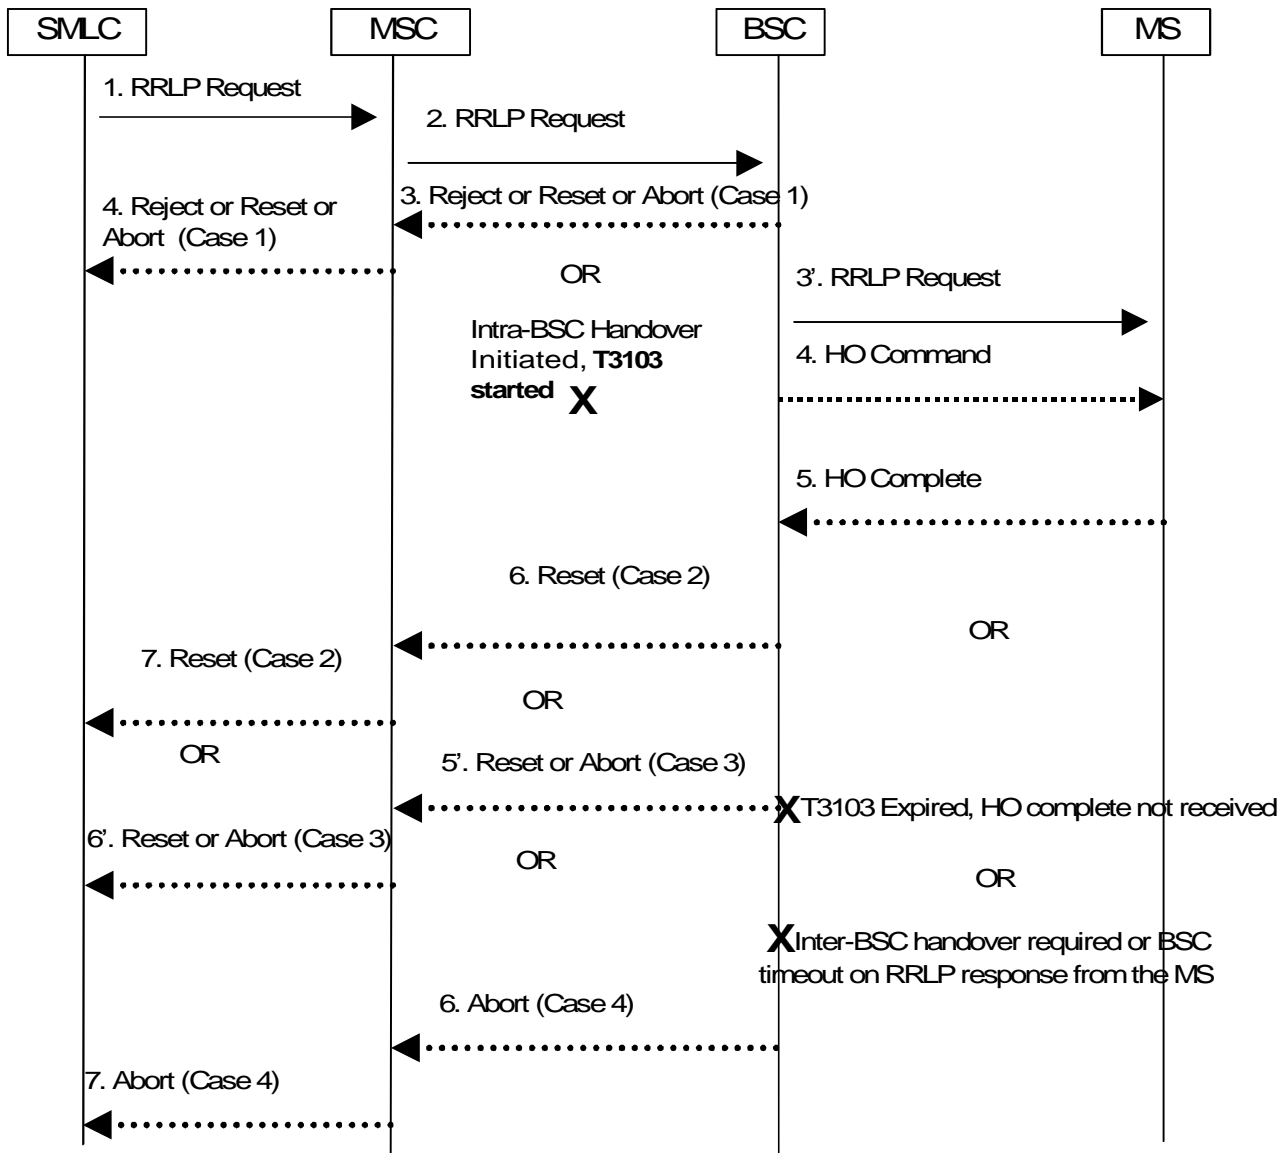 SMLC
MSC
BSC
MS
1. RRLP Request
2. RRLP Request
3. Reject or Reset or Abort (Case 1)
4. Reject or Reset or
Abort (Case 1)
OR
3'. RRLP Request
Intra-BSC Handover
Initiated, T3103
started X
4. HO Command
5. HO Complete
6. Reset (Case 2)
OR
7. Reset (Case 2)
OR
OR
5'. Reset or Abort (Case 3)
X T3103 Expired, HO complete not received
6'. Reset or Abort (Case 3)
OR
OR
X Inter-BSC handover required or BSC
timeout on RRLP response from the MS
6. Abort (Case 4)
7. Abort (Case 4)